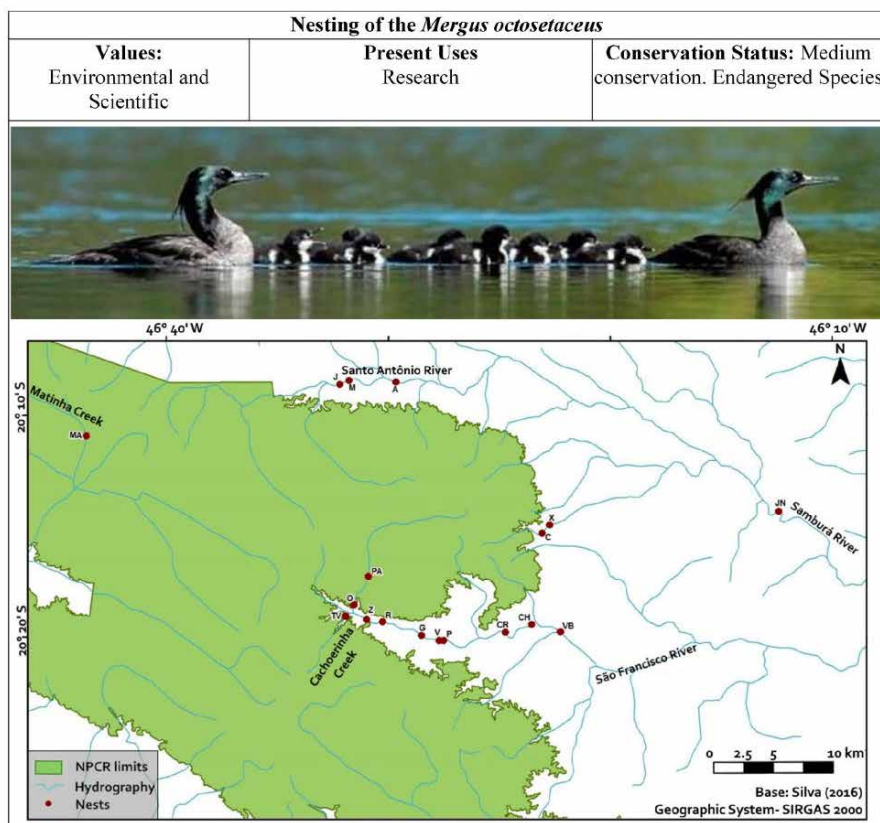 Nesting of the Mergus octosetaceus
Values:
Environmental and
Scientific
Present Uses
Research
Conservation Status: Medium
conservation. Endangered Species
46° 40' W
46° 10' W
N
20° 10' S
20° 20' S
Santo Antônio River
J
M
A
Matinha Creek
MA
X
C
JN
Samburá River
PA
O
TV
Z
R
G
V
P
CR
CH
VB
Cachoerinha
Creek
São Francisco River
NPCR limits
Hydrography
Nests
0 2.5 5 10 km
Base: Silva (2016)
Geographic System- SIRGAS 2000